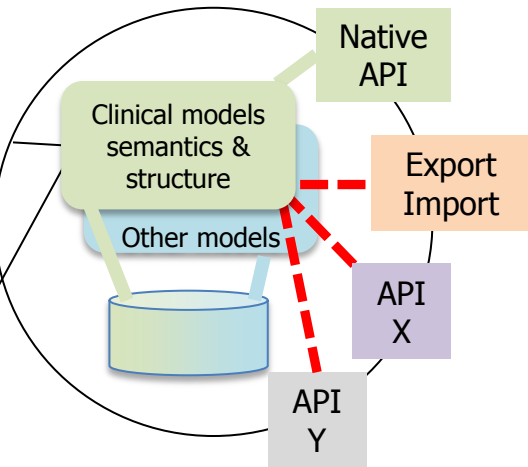 Native
API
Clinical models
semantics &
structure
Export
Import
Other models
API
X
API
Y